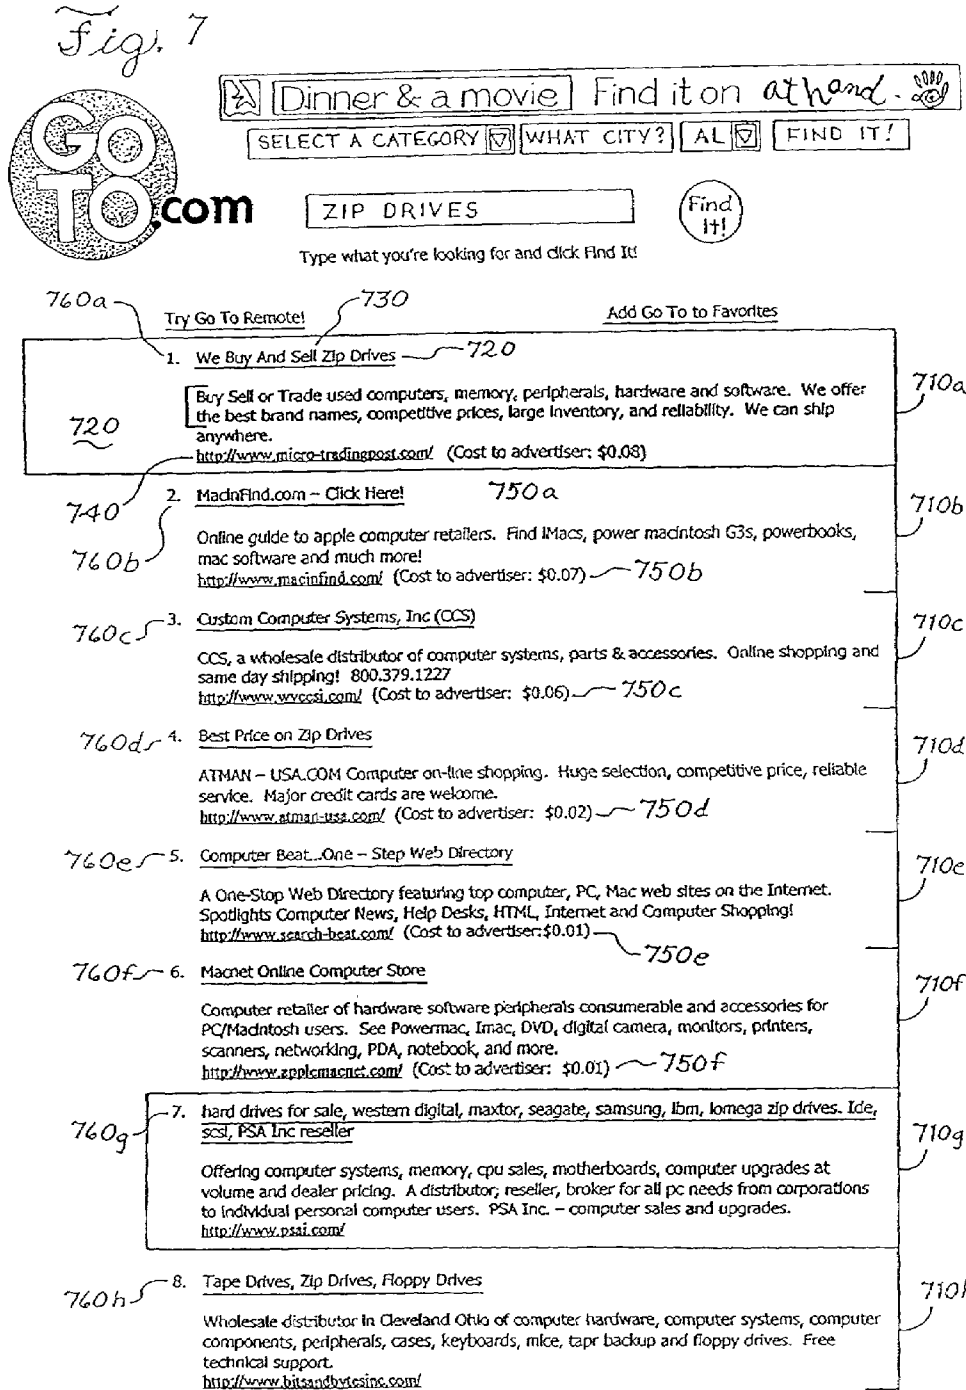 Fig. 7
Dinner & a movie Find it on at hand.
SELECT A CATEGORY WHAT CITY? AL FIND IT!
GO
TO
.com
ZIP DRIVES
Find
It!
Type what you're looking for and click Find It!
760a 730
Try Go To Remote! Add Go To to Favorites
1. We Buy And Sell Zip Drives 720
710a
Buy Sell or Trade used computers, memory, peripherals, hardware and software. We offer
the best brand names, competitive prices, large inventory, and reliability. We can ship
720
anywhere.
http://www.micro-tradingpost.com/ (Cost to advertiser: $0.08)
2. MacInFind.com – Click Here! 750a
740 710b
Online guide to apple computer retailers. Find iMacs, power macintosh G3s, powerbooks,
760b mac software and much more!
http://www.macinfind.com/ (Cost to advertiser: $0.07) 750b
760c 3. Custom Computer Systems, Inc (CCS) 710c
CCS, a wholesale distributor of computer systems, parts & accessories. Online shopping and
same day shipping! 800.379.1227
http://www.wvccsi.com/ (Cost to advertiser: $0.06) 750c
760d 4. Best Price on Zip Drives 710d
ATMAN – USA.COM Computer on-line shopping. Huge selection, competitive price, reliable
service. Major credit cards are welcome.
http://www.atman-usa.com/ (Cost to advertiser: $0.02) 750d
760e 5. Computer Beat...One – Step Web Directory 710e
A One-Stop Web Directory featuring top computer, PC, Mac web sites on the Internet.
Spotlights Computer News, Help Desks, HTML, Internet and Computer Shopping!
http://www.search-beat.com/ (Cost to advertiser:$0.01)
750e
760f 6. Macnet Online Computer Store 710f
Computer retailer of hardware software peripherals consumerable and accessories for
PC/Macintosh users. See Powermac, Imac, DVD, digital camera, monitors, printers,
scanners, networking, PDA, notebook, and more.
http://www.zpplemacnet.com/ (Cost to advertiser: $0.01) 750f
760g 7. hard drives for sale, western digital, maxtor, seagate, samsung, ibm, iomega zip drives. Ide,
scsi, PSA Inc reseller 710g
Offering computer systems, memory, cpu sales, motherboards, computer upgrades at
volume and dealer pricing. A distributor, reseller, broker for all pc needs from corporations
to individual personal computer users. PSA Inc. – computer sales and upgrades.
http://www.psai.com/
760h 8. Tape Drives, Zip Drives, Floppy Drives 710h
Wholesale distributor in Cleveland Ohio of computer hardware, computer systems, computer
components, peripherals, cases, keyboards, mice, tapr backup and floppy drives. Free
technical support.
http://www.bitsandbytesinc.com/